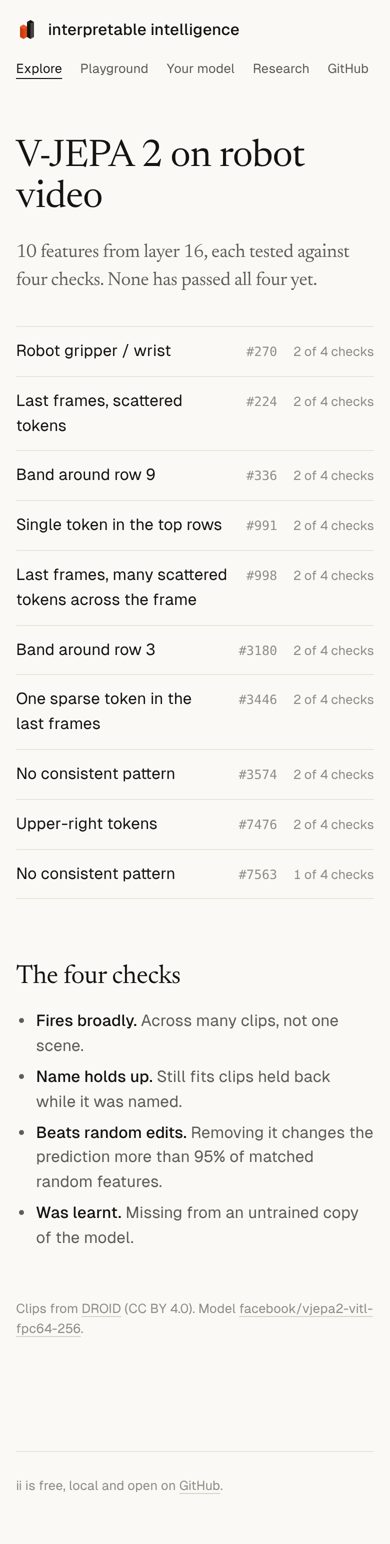 interpretable intelligence
Explore Playground Your model Research GitHub
V-JEPA 2 on robot
video
10 features from layer 16, each tested against
four checks. None has passed all four yet.
Robot gripper / wrist #270 2 of 4 checks
Last frames, scattered #224 2 of 4 checks
tokens
Band around row 9 #336 2 of 4 checks
Single token in the top rows #991 2 of 4 checks
Last frames, many scattered #998 2 of 4 checks
tokens across the frame
Band around row 3 #3180 2 of 4 checks
One sparse token in the #3446 2 of 4 checks
last frames
No consistent pattern #3574 2 of 4 checks
Upper-right tokens #7476 2 of 4 checks
No consistent pattern #7563 1 of 4 checks
The four checks
• Fires broadly. Across many clips, not one
scene.
• Name holds up. Still fits clips held back
while it was named.
• Beats random edits. Removing it changes the
prediction more than 95% of matched
random features.
• Was learnt. Missing from an untrained copy
of the model.
Clips from DROID (CC BY 4.0). Model facebook/vjepa2-vitl-
fpc64-256.
ii is free, local and open on GitHub.